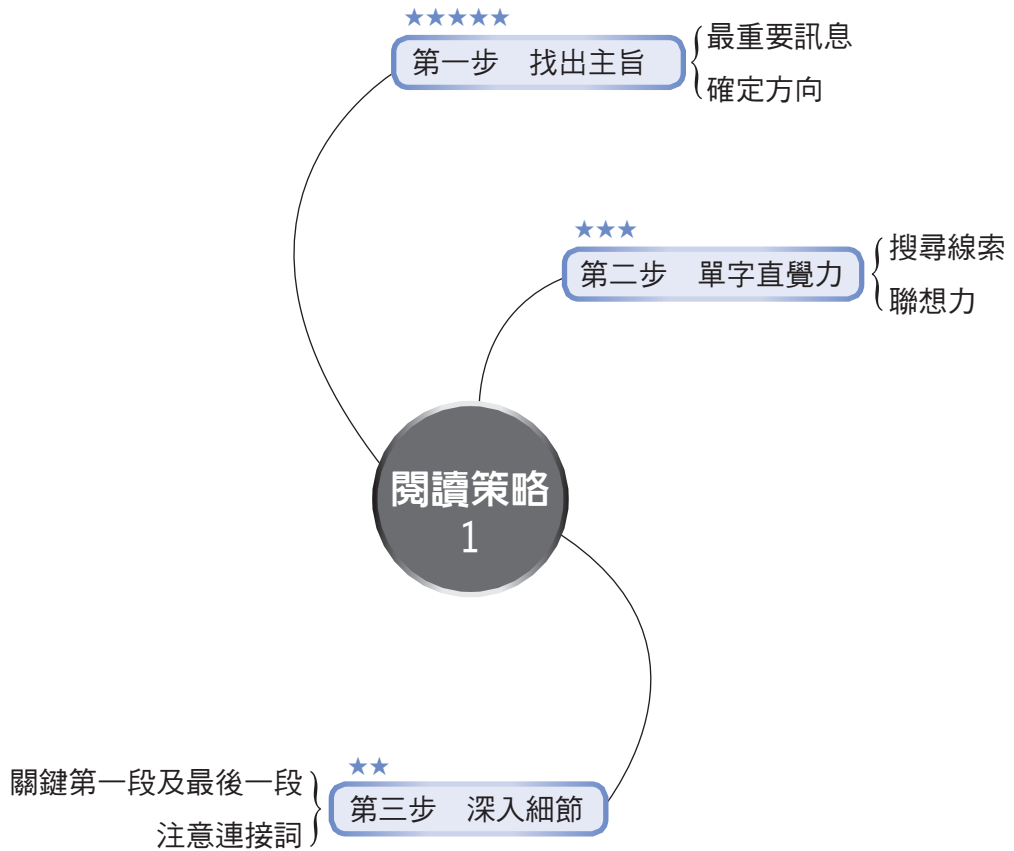 ★★★★★
第一步　找出主旨
最重要訊息
確定方向
★★★
第二步　單字直覺力
搜尋線索
聯想力
閱讀策略
1
★★
第三步　深入細節
關鍵第一段及最後一段
注意連接詞